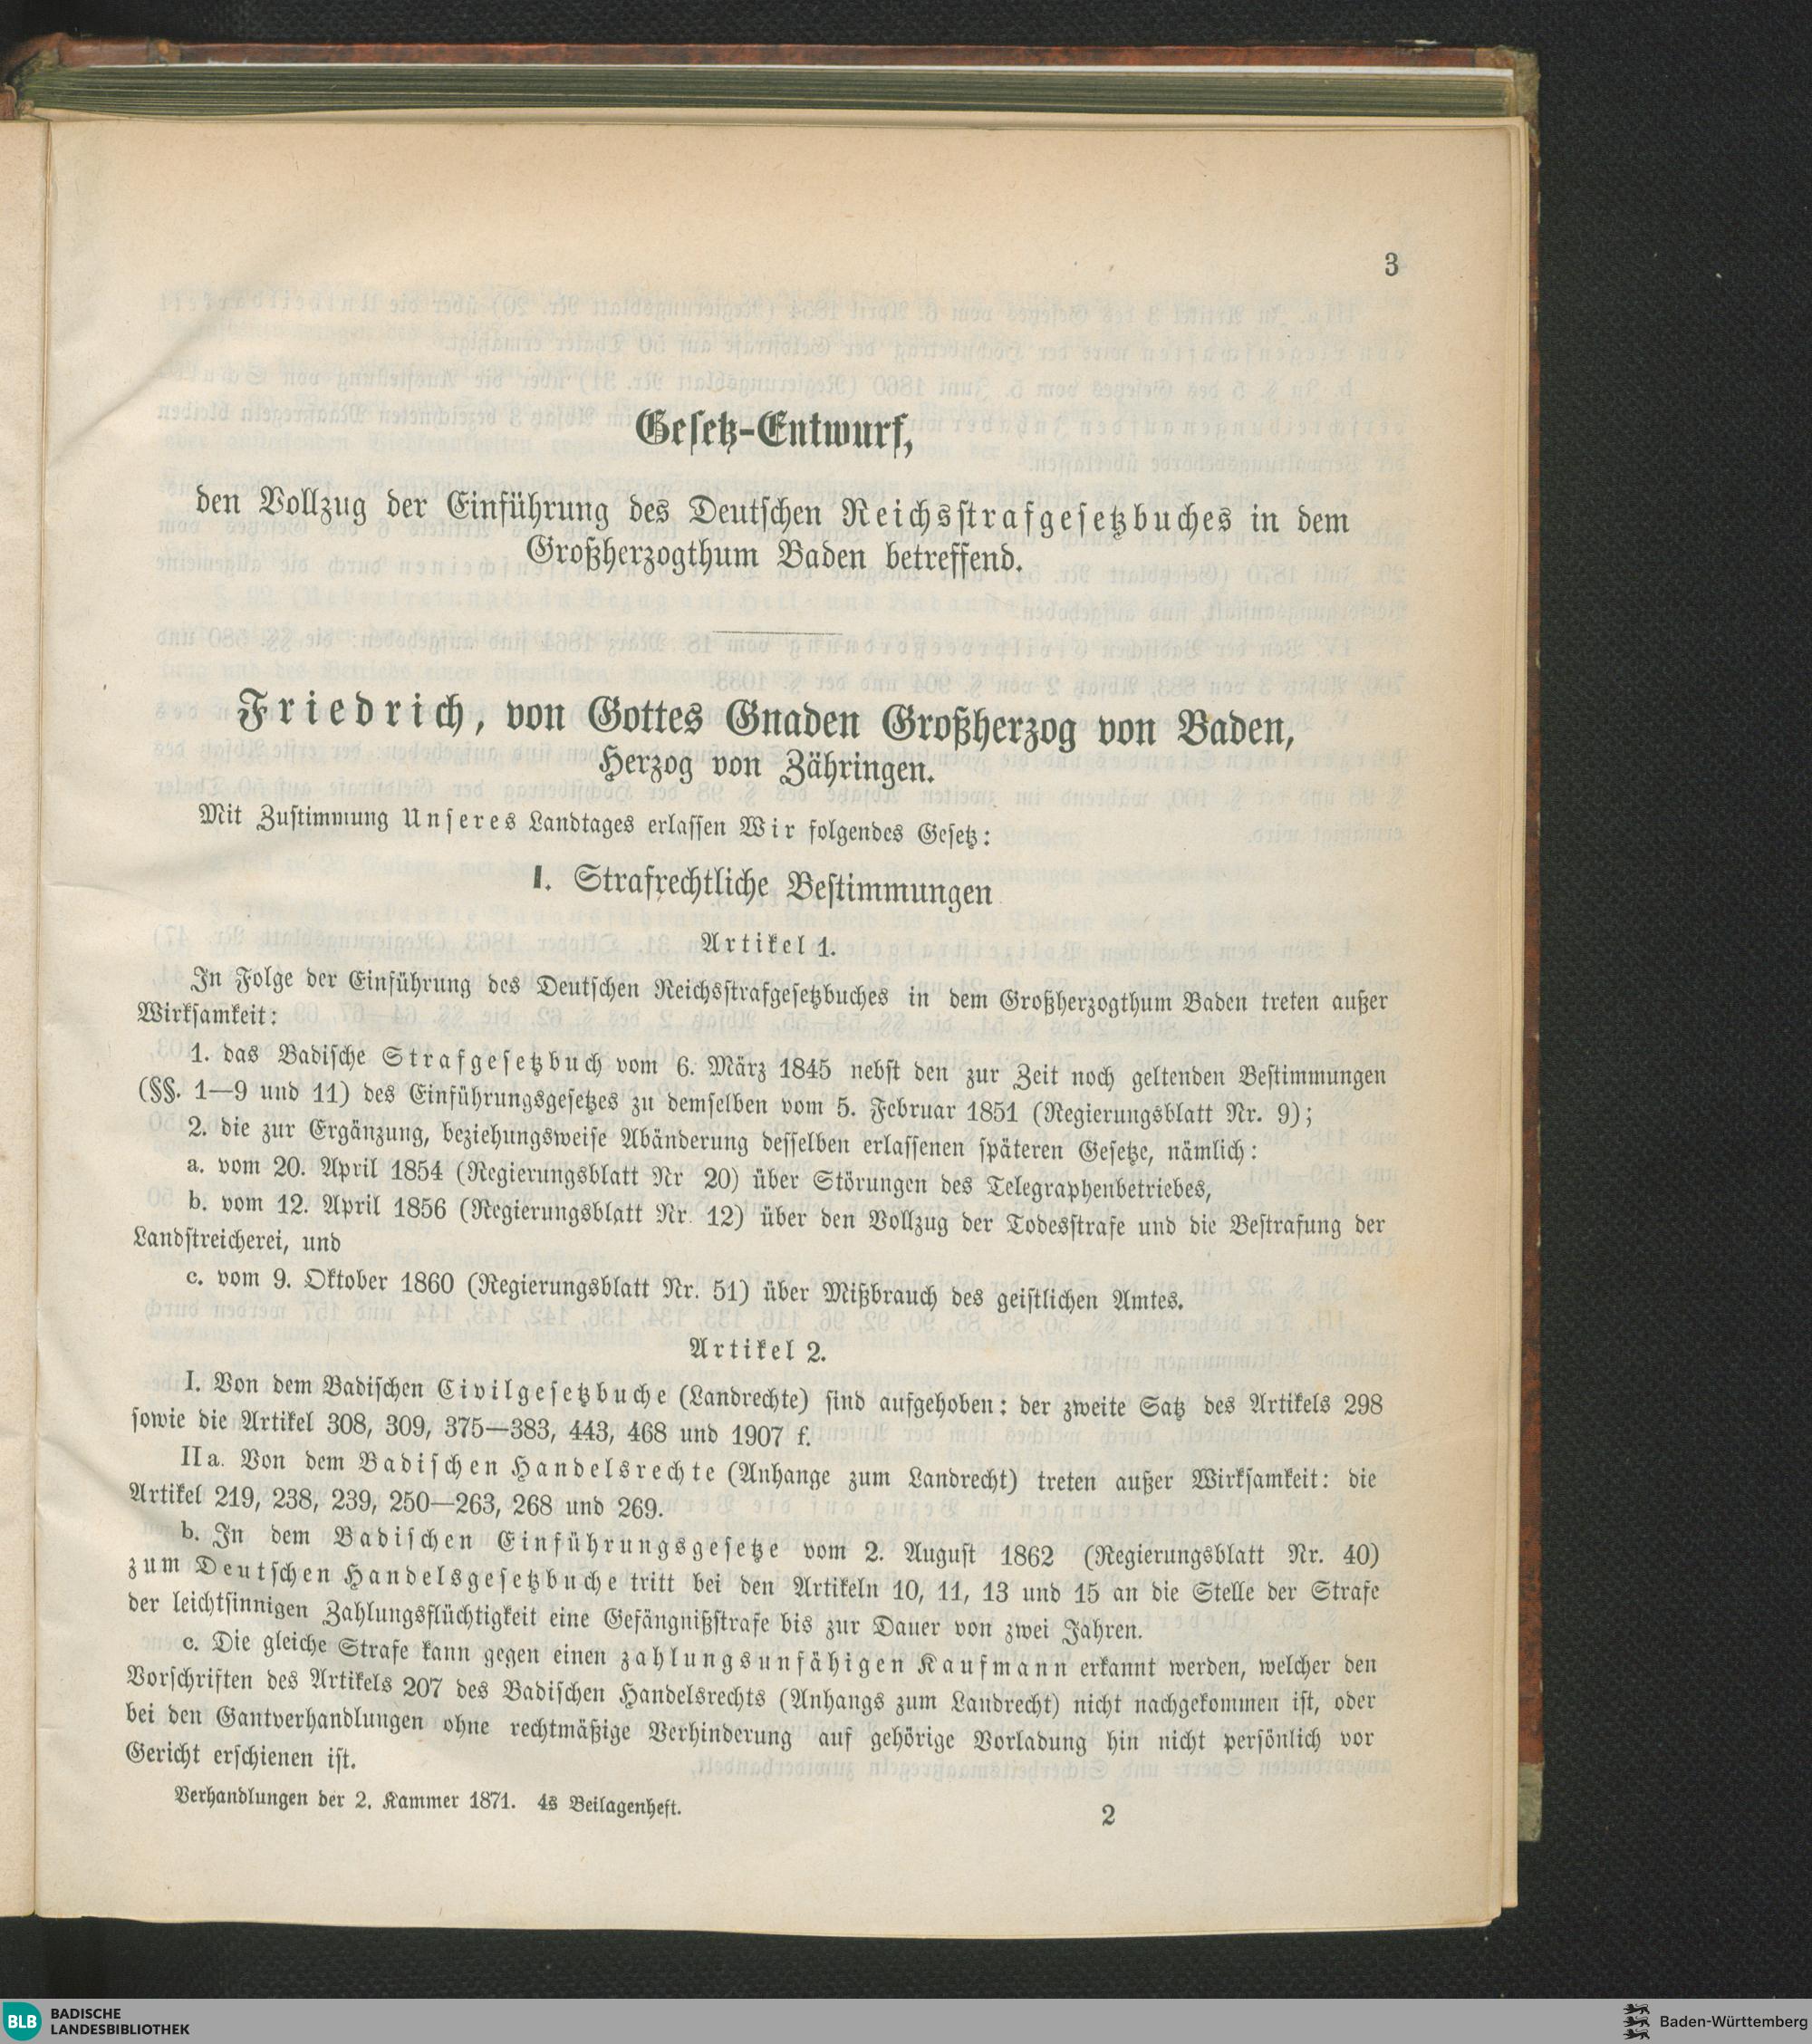 3
Gesetz-Entwurf,
den Vollzug der Einführung des Deutschen Reichsstrafgesetzbuches in dem
Großherzogthum Baden betreffend.
Friedrich, von Gottes Gnaden Großherzog von Baden,
Herzog von Zähringen.
Mit Zustimmung Unseres Landtages erlassen Wir folgendes Gesetz:
I. Strafrechtliche Bestimmungen
Artikel 1.
In Folge der Einführung des Deutschen Reichsstrafgesetzbuches in dem Großherzogthum Baden treten außer
Wirksamkeit:
1. das Badische Strafgesetzbuch vom 6. März 1845 nebst den zur Zeit noch geltenden Bestimmungen
(§§. 1—9 und 11) des Einführungsgesetzes zu demselben vom 5. Februar 1851 (Regierungsblatt Nr. 9);
2. die zur Ergänzung, beziehungsweise Abänderung desselben erlassenen späteren Gesetze, nämlich:
a. vom 20. April 1854 (Regierungsblatt Nr 20) über Störungen des Telegraphenbetriebes,
b. vom 12. April 1856 (Regierungsblatt Nr. 12) über den Vollzug der Todesstrafe und die Bestrafung der
Landstreicherei, und
c. vom 9. Oktober 1860 (Regierungsblatt Nr. 51) über Mißbrauch des geistlichen Amtes.
Artikel 2.
I. Von dem Badischen Civilgesetzbuche (Landrechte) sind aufgehoben: der zweite Satz des Artikels 298
sowie die Artikel 308, 309, 375—383, 443, 468 und 1907 f.
IIa. Von dem Badischen Handelsrechte (Anhange zum Landrecht) treten außer Wirksamkeit: die
Artikel 219, 238, 239, 250—263, 268 und 269.
b. In dem Badischen Einführungsgesetze vom 2. August 1862 (Regierungsblatt Nr. 40)
zum Deutschen Handelsgesetzbuche tritt bei den Artikeln 10, 11, 13 und 15 an die Stelle der Strafe
der leichtsinnigen Zahlungsflüchtigkeit eine Gefängnißstrafe bis zur Dauer von zwei Jahren.
c. Die gleiche Strafe kann gegen einen zahlungsunfähigen Kaufmann erkannt werden, welcher den
Vorschriften des Artikels 207 des Badischen Handelsrechts (Anhangs zum Landrecht) nicht nachgekommen ist, oder
bei den Gantverhandlungen ohne rechtmäßige Verhinderung auf gehörige Vorladung hin nicht persönlich vor
Gericht erschienen ist.
Verhandlungen der 2. Kammer 1871. 4s Beilagenheft.
2
BLB BADISCHE
LANDESBIBLIOTHEK
Baden-Württemberg